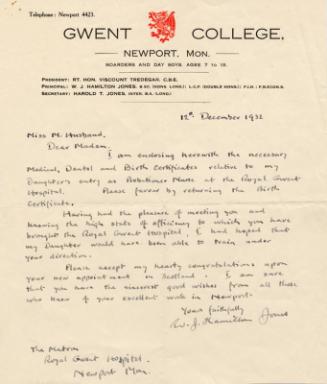 Telephone: Newport 4423.
GWENT COLLEGE,
NEWPORT, MON.
BOARDERS AND DAY BOYS AGED 7 TO 19.
PRESIDENT: RT. HON. VISCOUNT TREDEGAR, C.B.E.
PRINCIPAL: W. J. HAMILTON JONES, B.SC. (HONS. LOND.); L.C.P. (DOUBLE HONS.);
SECRETARY: HAROLD T. JONES, INTER. B.A. (LOND.)
12th December 1932
Miss M. Husband,
Dear Madam,
I am enclosing herewith the necessary
Medical, Dental and Birth Certificates relative to my
Daughter's entry as Probationer Nurse at the Royal Gwent
Hospital. Please favor by returning the Birth
Certificate.
Having had the pleasure of meeting you and
knowing the high state of efficiency to which you have
brought the Royal Gwent Hospital, I had hoped that
my Daughter would have been able to train under
your direction.
Please accept my hearty congratulations upon
your new appointment in Scotland. I am sure
that you have the sincerest good wishes from all those
who know of your excellent work in Newport.
Yours faithfully
W. J. Hamilton Jones
The Matron
Royal Gwent Hospital.
Newport Mon.